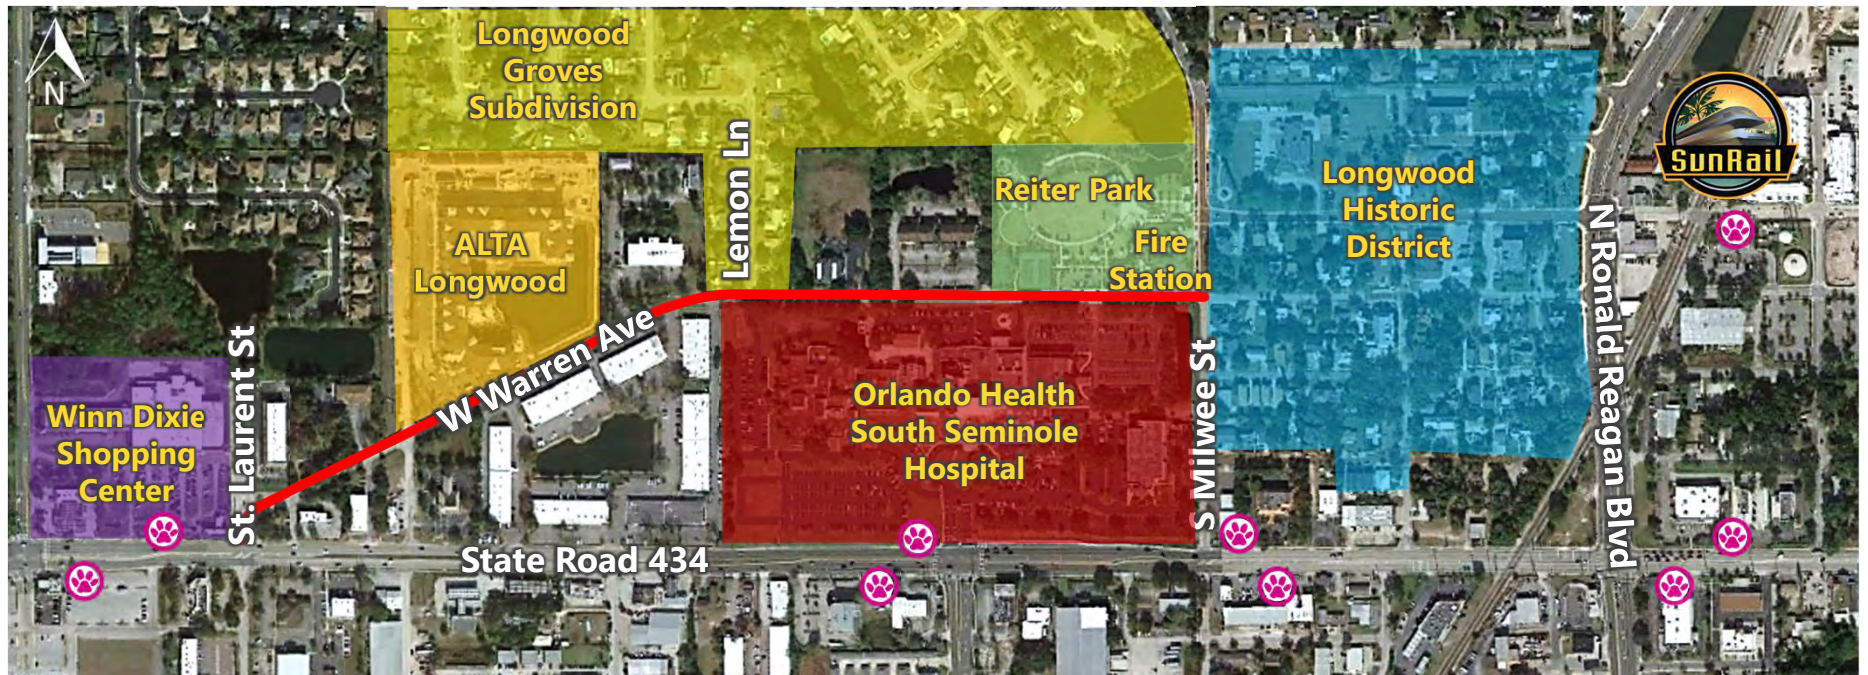 Longwood
Groves
Subdivision
N
SunRail
Lemon Ln
Reiter Park
Longwood
Historic
District
ALTA
Longwood
Fire
Station
N Ronald Reagan Blvd
W Warren Ave
St. Laurent St
S Milwee St
Winn Dixie
Shopping
Center
Orlando Health
South Seminole
Hospital
State Road 434